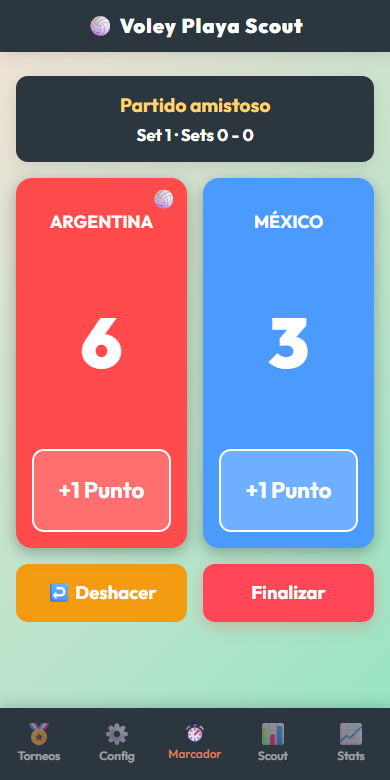 Voley Playa Scout
Partido amistoso
Set 1 · Sets 0 - 0
ARGENTINA
6
+1 Punto
MÉXICO
3
+1 Punto
Deshacer
Finalizar
Torneos
Config
Marcador
Scout
Stats